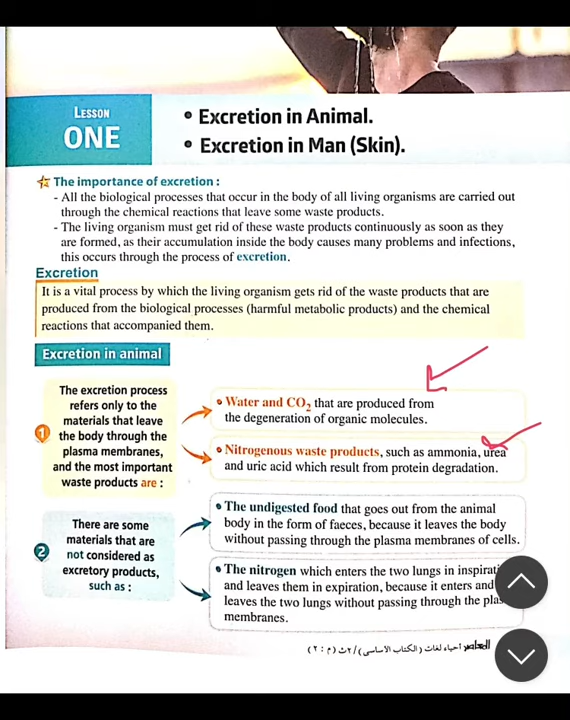 LESSON
ONE
• Excretion in Animal.
• Excretion in Man (Skin).
The importance of excretion :
- All the biological processes that occur in the body of all living organisms are carried out
through the chemical reactions that leave some waste products.
- The living organism must get rid of these waste products continuously as soon as they
are formed, as their accumulation inside the body causes many problems and infections,
this occurs through the process of excretion.
Excretion
It is a vital process by which the living organism gets rid of the waste products that are
produced from the biological processes (harmful metabolic products) and the chemical
reactions that accompanied them.
Excretion in animal
1
The excretion process
refers only to the
materials that leave
the body through the
plasma membranes,
and the most important
waste products are :
• Water and CO₂ that are produced from
the degeneration of organic molecules.
• Nitrogenous waste products, such as ammonia, urea
and uric acid which result from protein degradation.
2
There are some
materials that are
not considered as
excretory products,
such as :
• The undigested food that goes out from the animal
body in the form of faeces, because it leaves the body
without passing through the plasma membranes of cells.
• The nitrogen which enters the two lungs in
and leaves them in expiration, because it enters and
leaves the two lungs without passing through the
membranes.
المعاصر أحياء لغات (الكتاب الأساسى) / ٢ث (م : ٢)